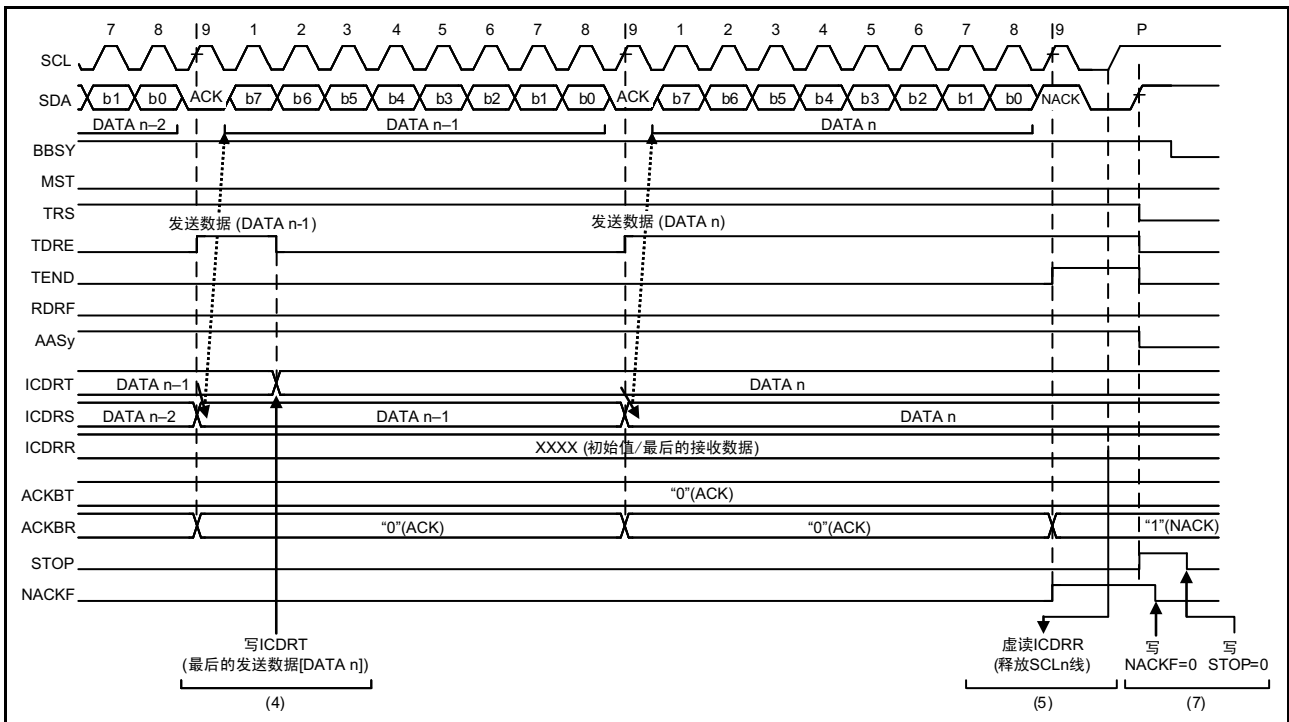 7 8 9 1 2 3 4 5 6 7 8 9 1 2 3 4 5 6 7 8 9 P
SCL
SDA b1 b0 ACK b7 b6 b5 b4 b3 b2 b1 b0 ACK b7 b6 b5 b4 b3 b2 b1 b0 NACK
DATA n–2 DATA n–1 DATA n
BBSY
MST
TRS
发送数据 (DATA n-1) 发送数据 (DATA n)
TDRE
TEND
RDRF
AASy
ICDRT DATA n–1 DATA n
ICDRS DATA n–2 DATA n–1 DATA n
ICDRR XXXX (初始值/最后的接收数据)
ACKBT “0”(ACK)
ACKBR “0”(ACK) “0”(ACK) “1”(NACK)
STOP
NACKF
写ICDRT 虚读ICDRR 写 写
(最后的发送数据[DATA n]) (释放SCLn线) NACKF=0 STOP=0
(4) (5) (7)